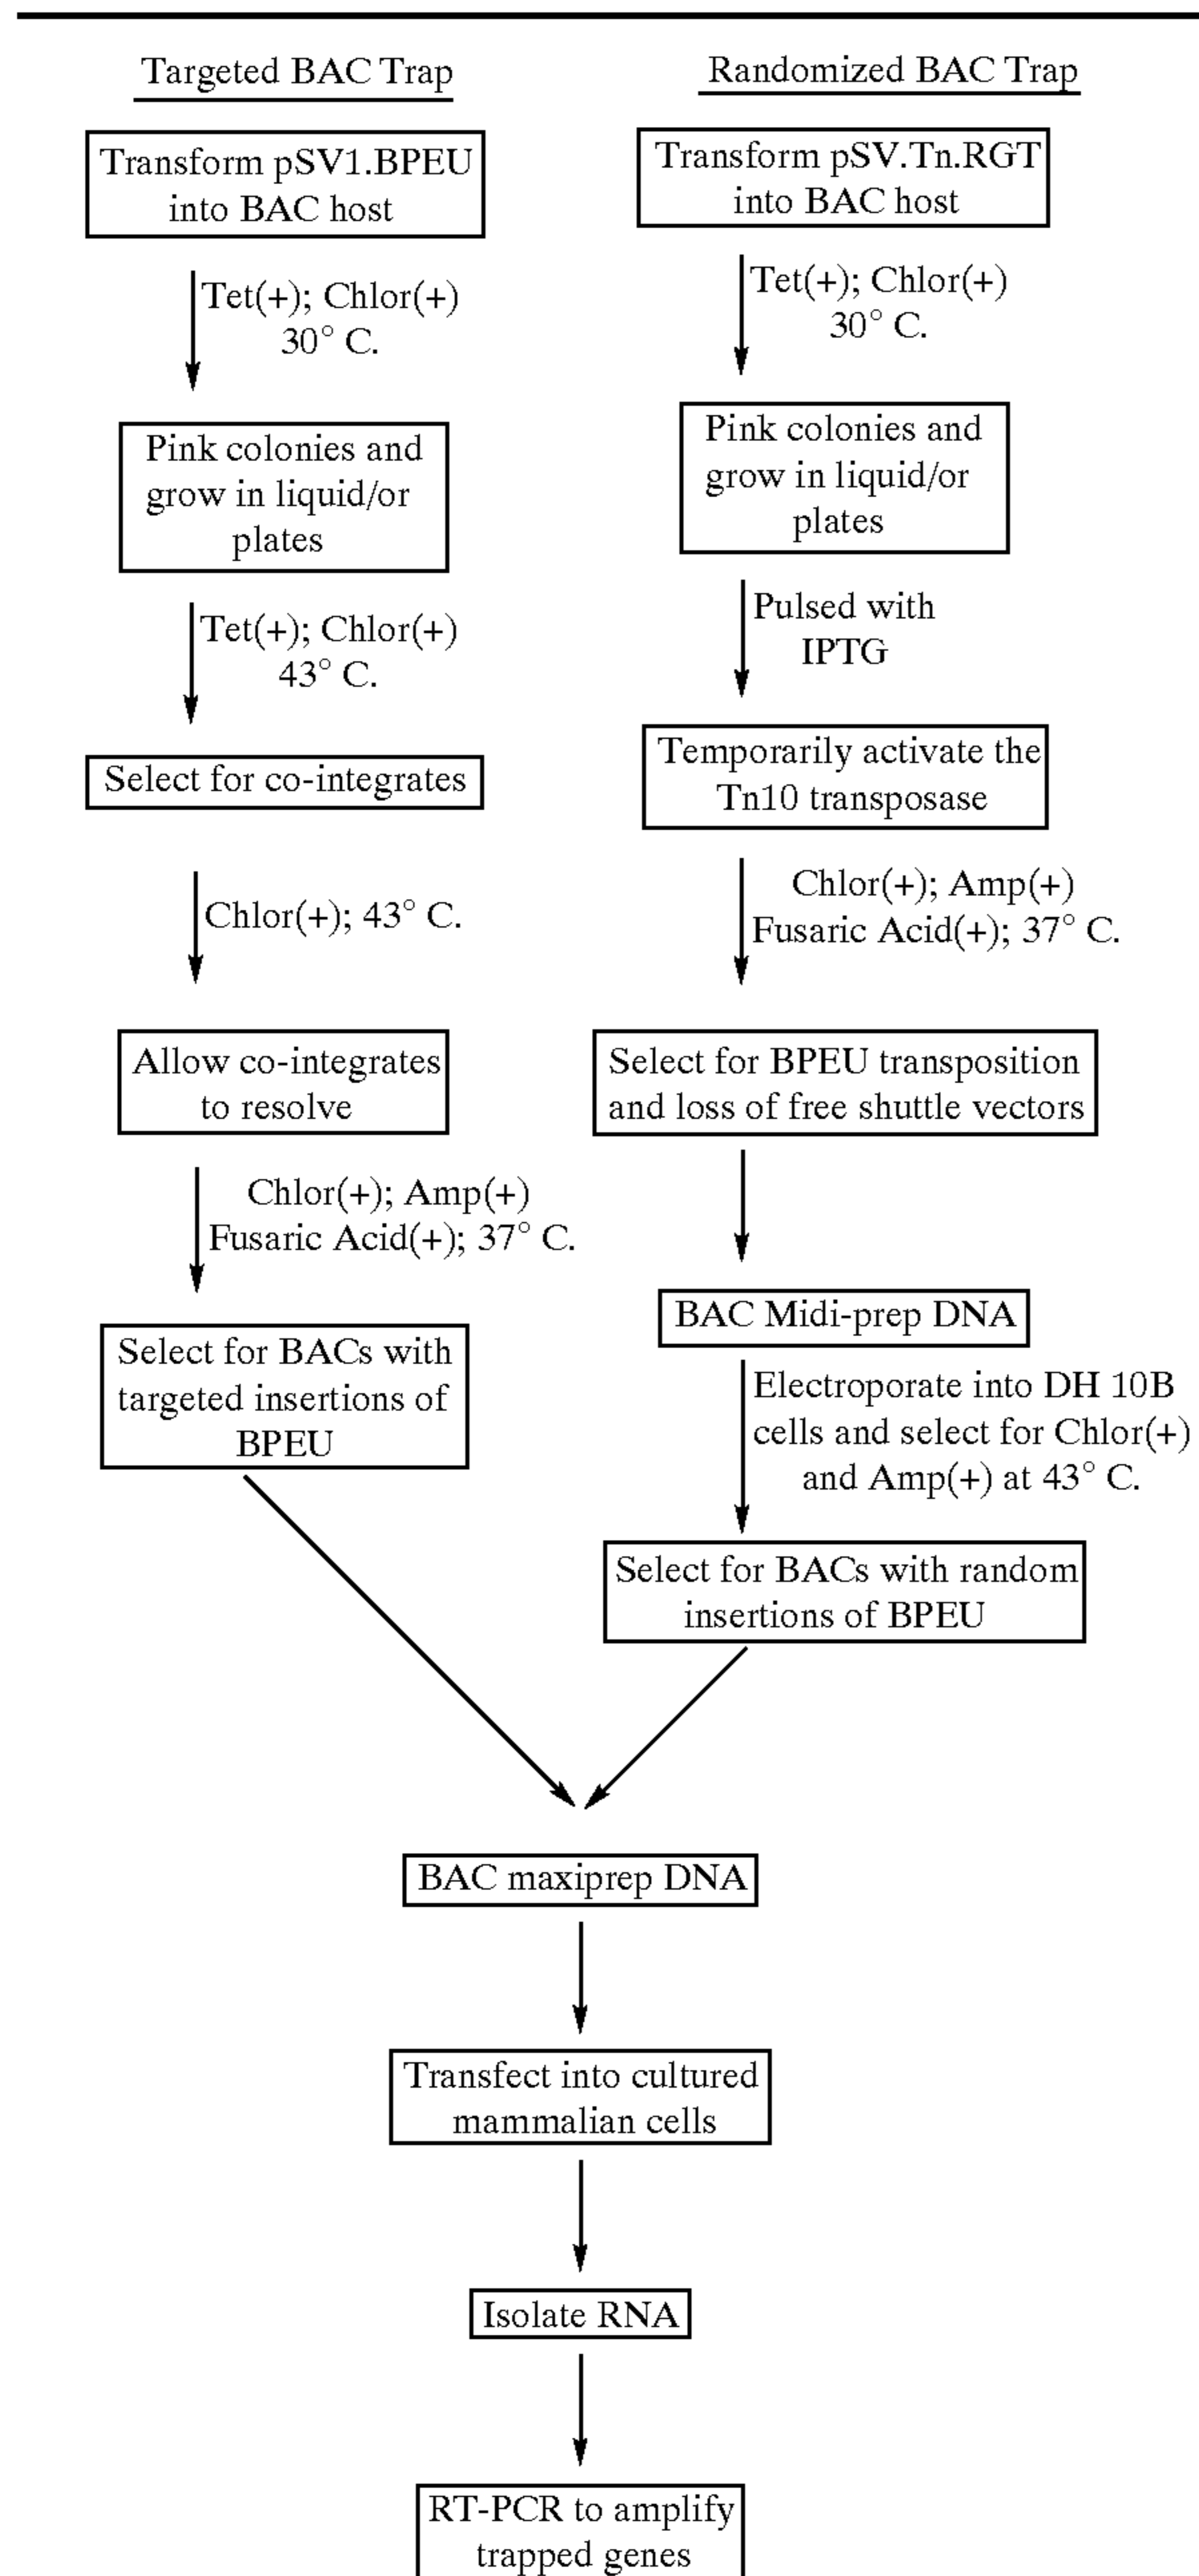 Targeted BAC Trap
Transform pSV1.BPEU
into BAC host
Tet(+); Chlor(+)
30° C.
Pink colonies and
grow in liquid/or
plates
Tet(+); Chlor(+)
43° C.
Select for co-integrates
Chlor(+); 43° C.
Allow co-integrates
to resolve
Chlor(+); Amp(+)
Fusaric Acid(+); 37° C.
Select for BACs with
targeted insertions of
BPEU
Randomized BAC Trap
Transform pSV.Tn.RGT
into BAC host
Tet(+); Chlor(+)
30° C.
Pink colonies and
grow in liquid/or
plates
Pulsed with
IPTG
Temporarily activate the
Tn10 transposase
Chlor(+); Amp(+)
Fusaric Acid(+); 37° C.
Select for BPEU transposition
and loss of free shuttle vectors
BAC Midi-prep DNA
Electroporate into DH 10B
cells and select for Chlor(+)
and Amp(+) at 43° C.
Select for BACs with random
insertions of BPEU
BAC maxiprep DNA
Transfect into cultured
mammalian cells
Isolate RNA
RT-PCR to amplify
trapped genes